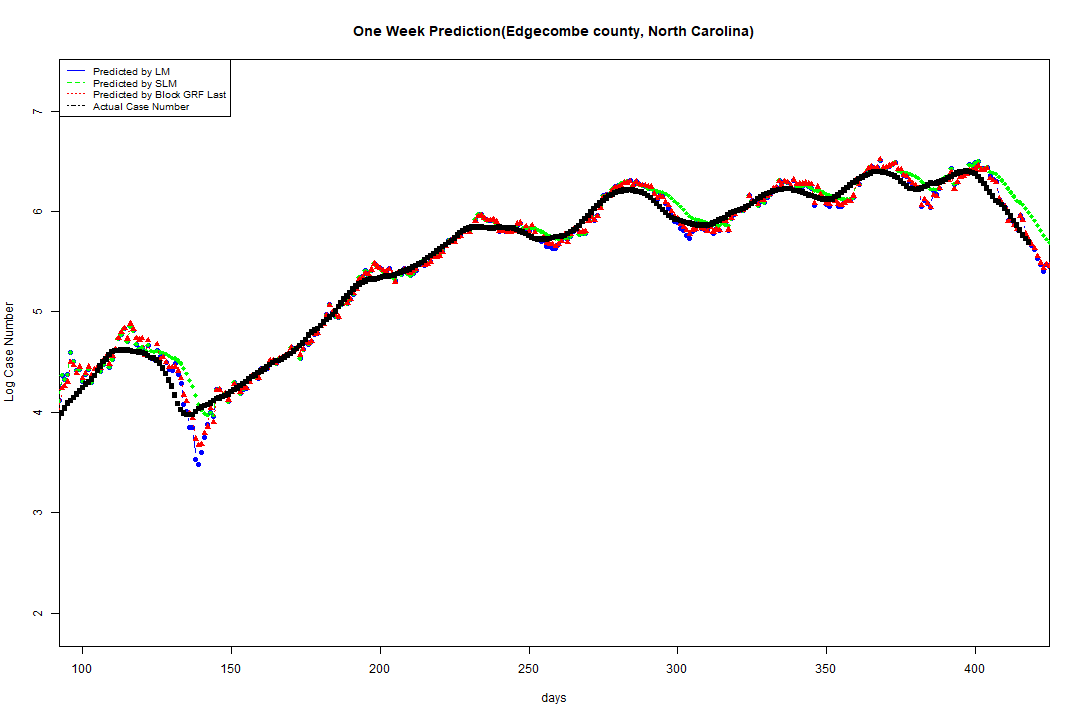 One Week Prediction(Edgecombe county, North Carolina)
Predicted by LM
Predicted by SLM
Predicted by Block GRF Last
Actual Case Number
7
6
5
4
3
2
Log Case Number
100 150 200 250 300 350 400
days